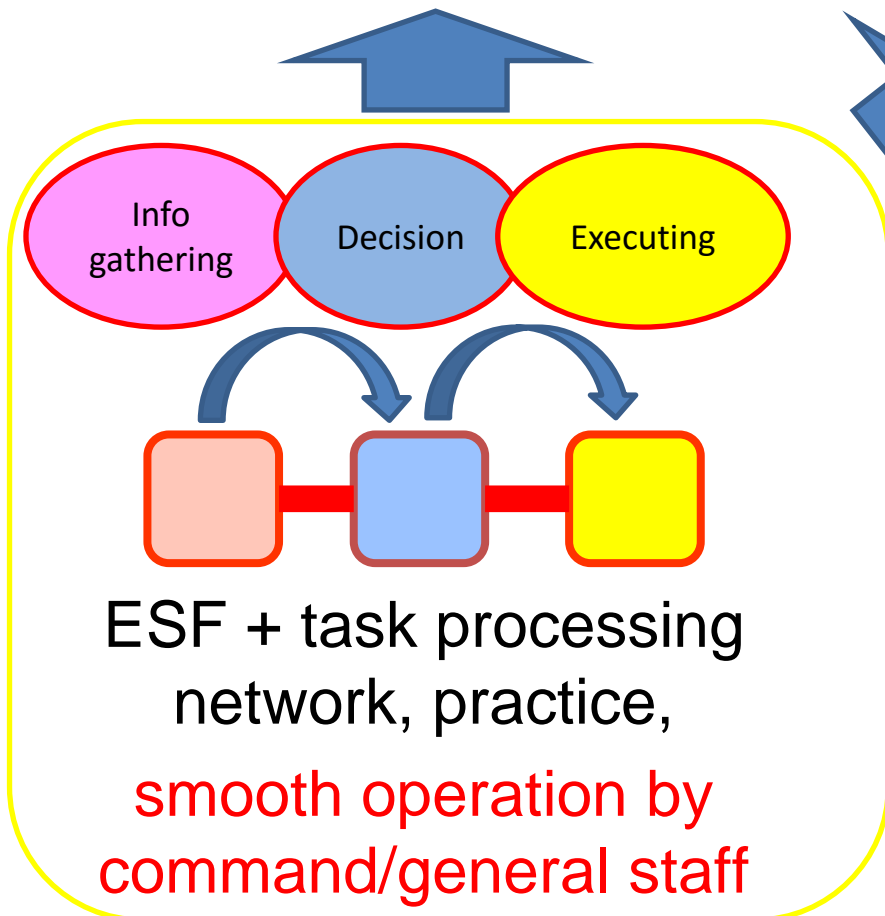 Info
gathering
Decision
Executing
ESF + task processing
network, practice,
smooth operation by
command/general staff